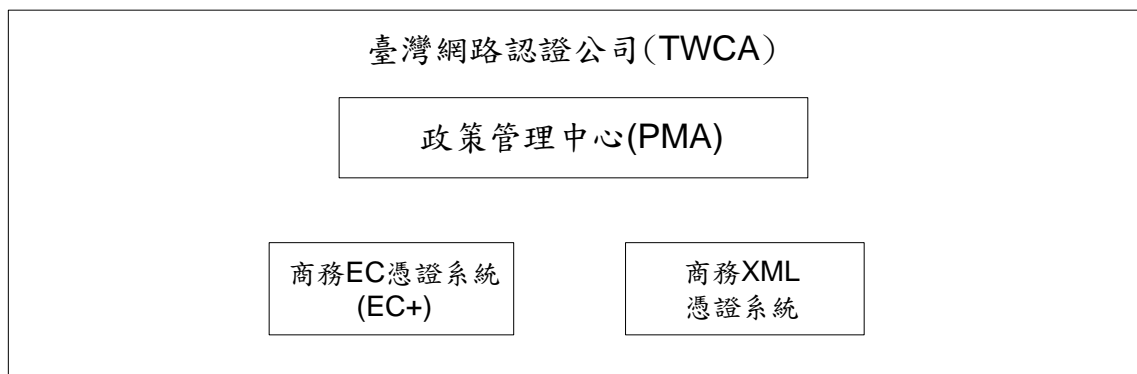 臺灣網路認證公司(TWCA)
政策管理中心(PMA)
商務EC憑證系統
(EC+)
商務XML
憑證系統